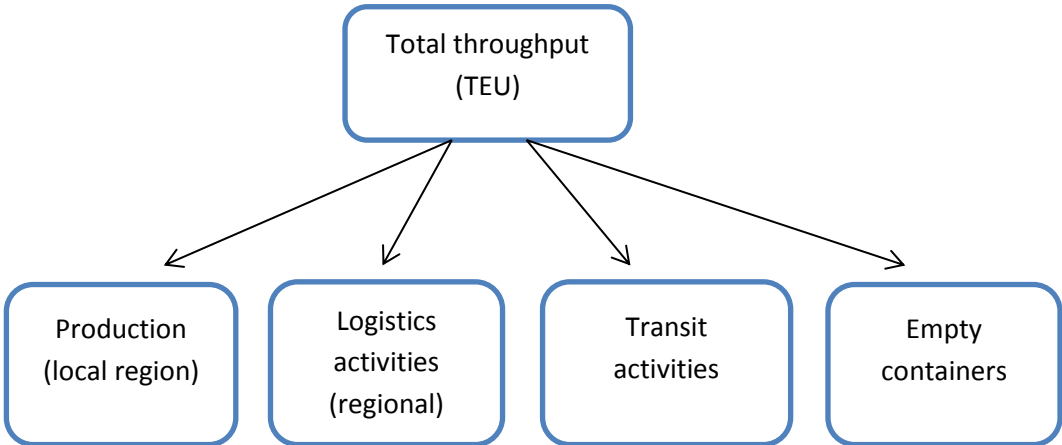 Total throughput
(TEU)
Production
(local region)
Logistics
activities
(regional)
Transit
activities
Empty
containers